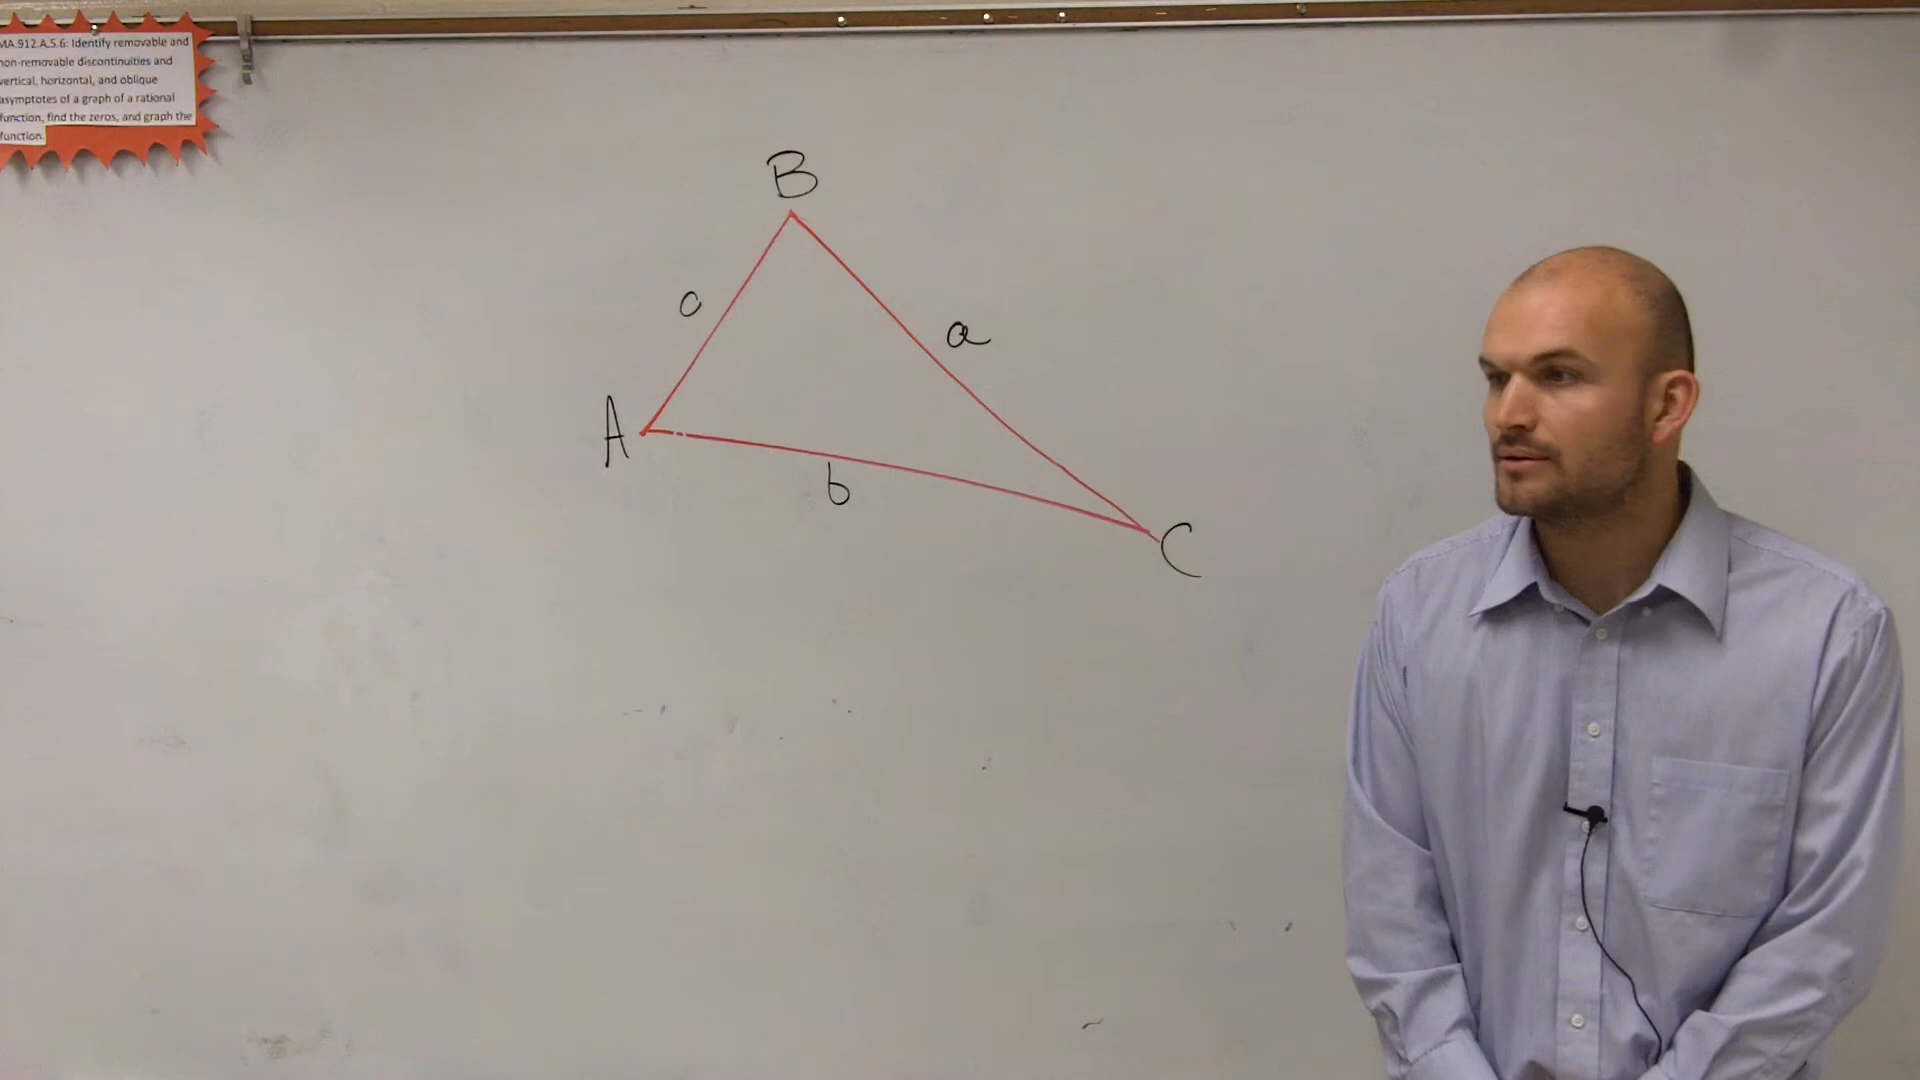 MA.912.A.5.6: Identify removable and
non-removable discontinuities and
vertical, horizontal, and oblique
asymptotes of a graph of a rational
function, find the zeros, and graph the
function.
B
c
a
A
b
C